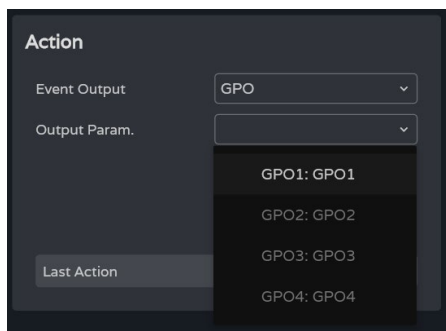 Action
Event Output GPO
Output Param.
GPO1: GPO1
GPO2: GPO2
GPO3: GPO3
Last Action
GPO4: GPO4